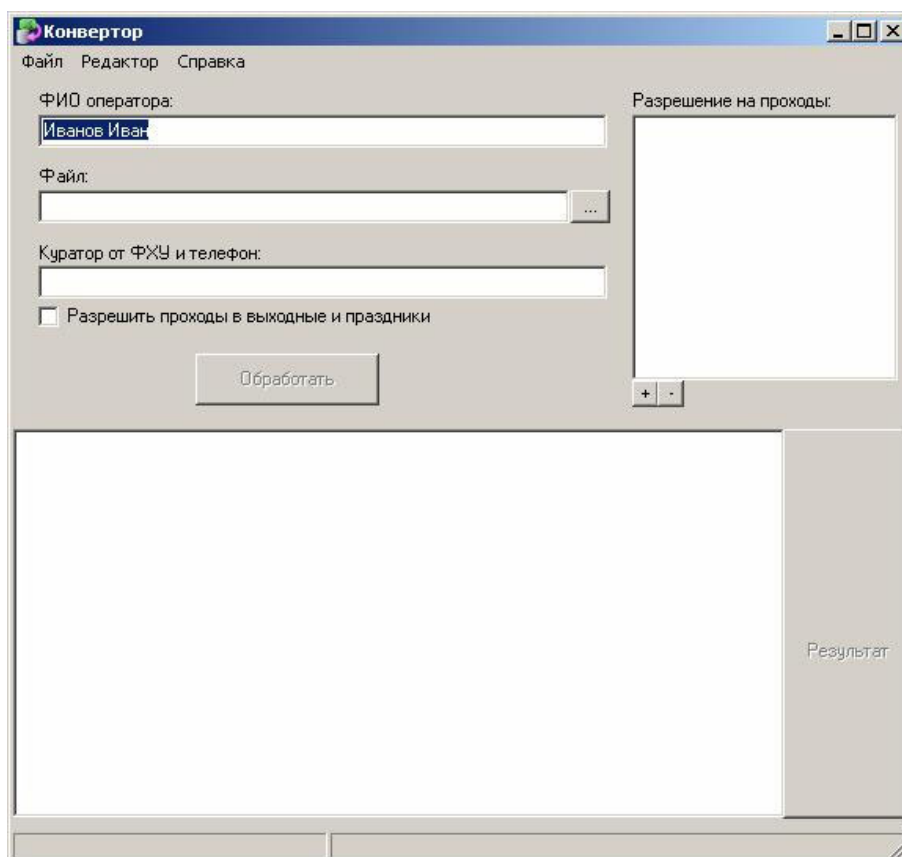 Конвертор
Файл Редактор Справка
ФИО оператора:
Иванов Иван
Файл:
...
Куратор от ФХУ и телефон:
Разрешить проходы в выходные и праздники
Обработать
Разрешение на проходы:
+ -
Результат